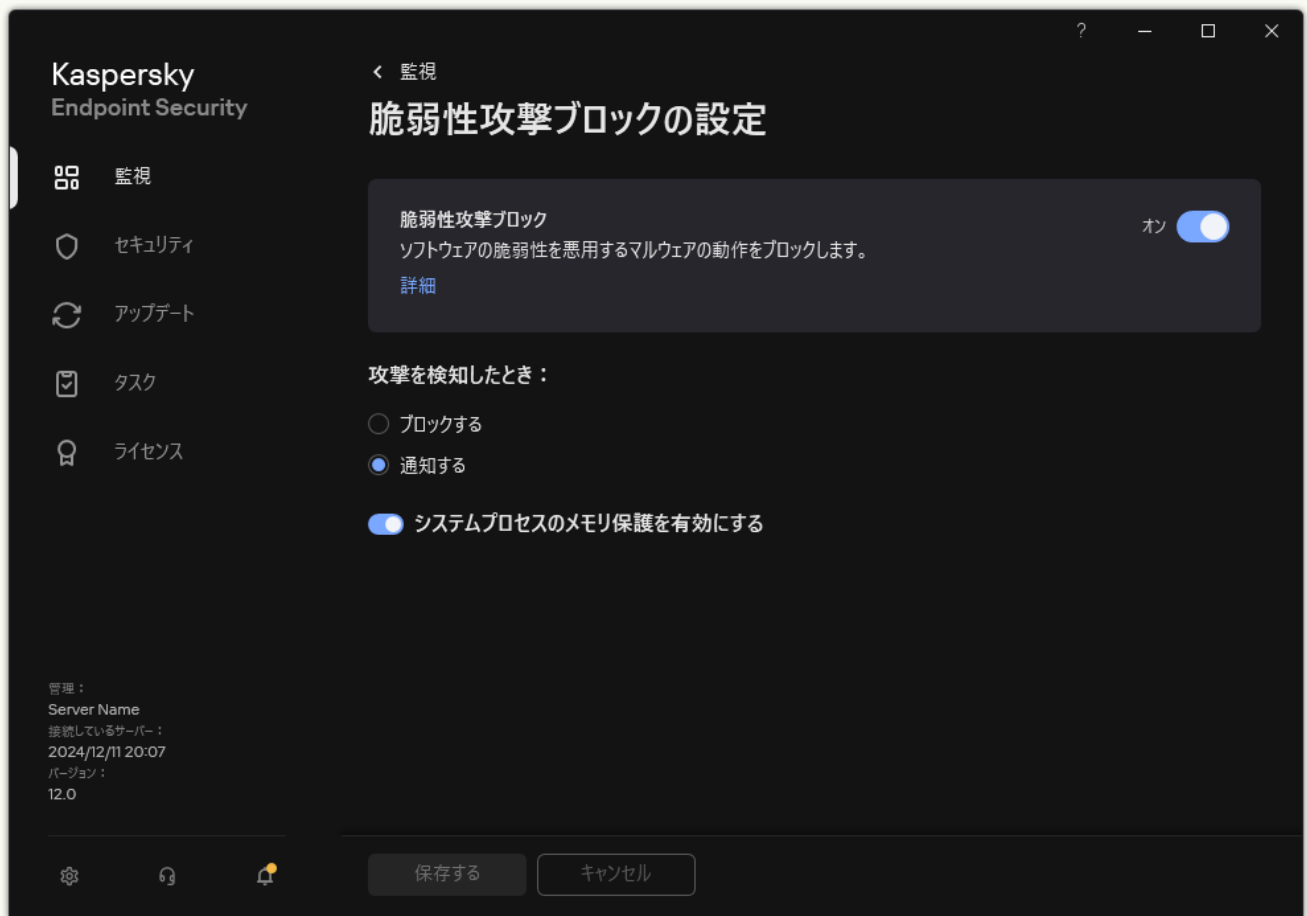 ?
Kaspersky
Endpoint Security
監視
セキュリティ
アップデート
タスク
ライセンス
管理：
Server Name
接続しているサーバー：
2024/12/11 20:07
バージョン：
12.0
監視
脆弱性攻撃ブロックの設定
脆弱性攻撃ブロック
オン
ソフトウェアの脆弱性を悪用するマルウェアの動作をブロックします。
詳細
攻撃を検知したとき：
ブロックする
通知する
システムプロセスのメモリ保護を有効にする
保存する
キャンセル